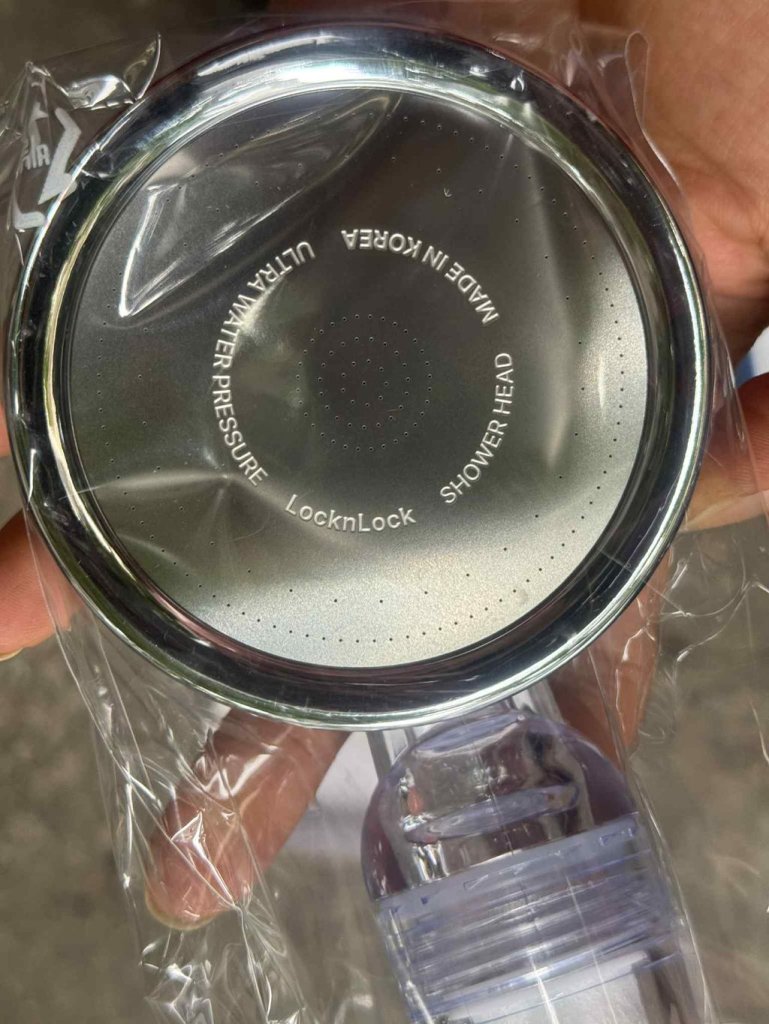 LocknLock
SHOWER HEAD
MADE IN KOREA
ULTRA WATER PRESSURE